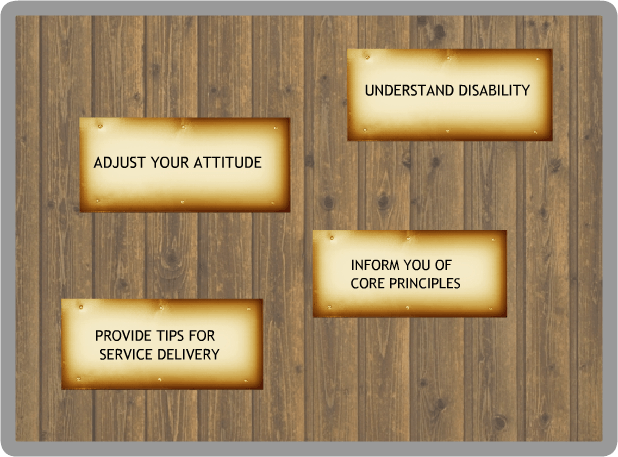 UNDERSTAND DISABILITY
ADJUST YOUR ATTITUDE
INFORM YOU OF
CORE PRINCIPLES
PROVIDE TIPS FOR
SERVICE DELIVERY